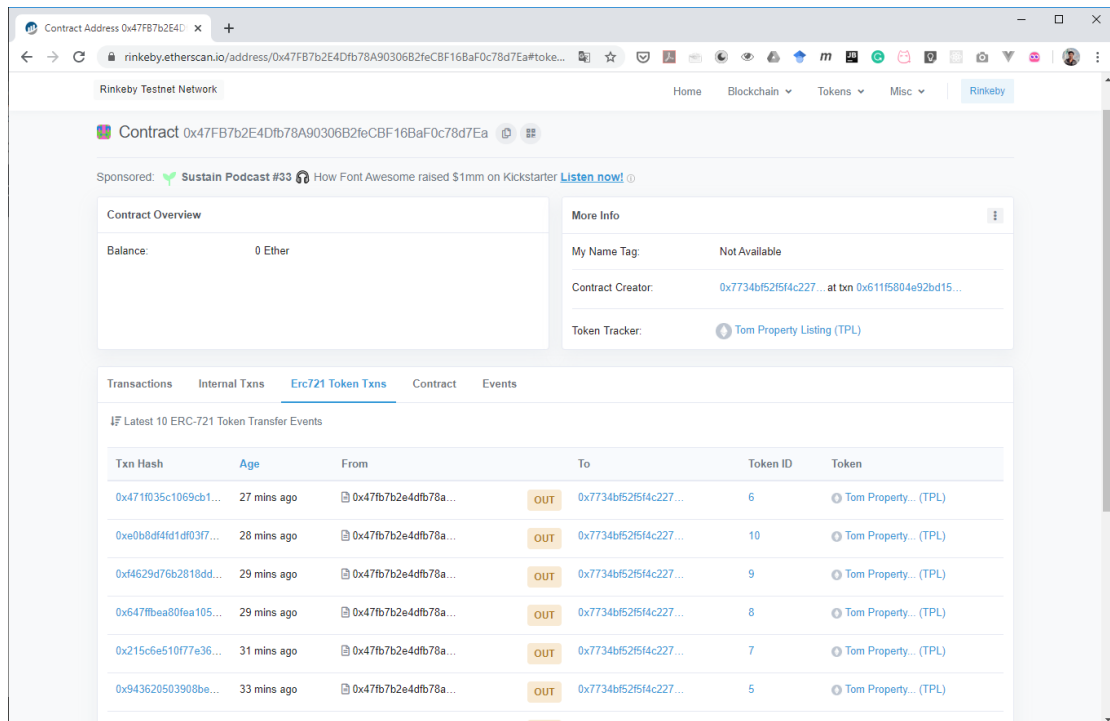 Contract Address 0x47FB7b2E4D
rinkeby.etherscan.io/address/0x47FB7b2E4Dfb78A90306B2feCBF16BaF0c78d7Ea#toke...
Rinkeby Testnet Network
Home Blockchain Tokens Misc Rinkeby
Contract 0x47FB7b2E4Dfb78A90306B2feCBF16BaF0c78d7Ea
Sponsored: Sustain Podcast #33 How Font Awesome raised $1mm on Kickstarter Listen now!
Contract Overview
Balance: 0 Ether
More Info
My Name Tag: Not Available
Contract Creator: 0x7734bf52f5f4c227... at txn 0x611f5804e92bd15...
Token Tracker: Tom Property Listing (TPL)
Transactions Internal Txns Erc721 Token Txns Contract Events
Latest 10 ERC-721 Token Transfer Events
Txn Hash Age From To Token ID Token
0x471f035c1069cb1... 27 mins ago 0x47fb7b2e4dfb78a... OUT 0x7734bf52f5f4c227... 6 Tom Property... (TPL)
0xe0b8df4fd1df03f7... 28 mins ago 0x47fb7b2e4dfb78a... OUT 0x7734bf52f5f4c227... 10 Tom Property... (TPL)
0xf4629d76b2818dd... 29 mins ago 0x47fb7b2e4dfb78a... OUT 0x7734bf52f5f4c227... 9 Tom Property... (TPL)
0x647ffbea80fea105... 29 mins ago 0x47fb7b2e4dfb78a... OUT 0x7734bf52f5f4c227... 8 Tom Property... (TPL)
0x215c6e510f77e36... 31 mins ago 0x47fb7b2e4dfb78a... OUT 0x7734bf52f5f4c227... 7 Tom Property... (TPL)
0x943620503908be... 33 mins ago 0x47fb7b2e4dfb78a... OUT 0x7734bf52f5f4c227... 5 Tom Property... (TPL)